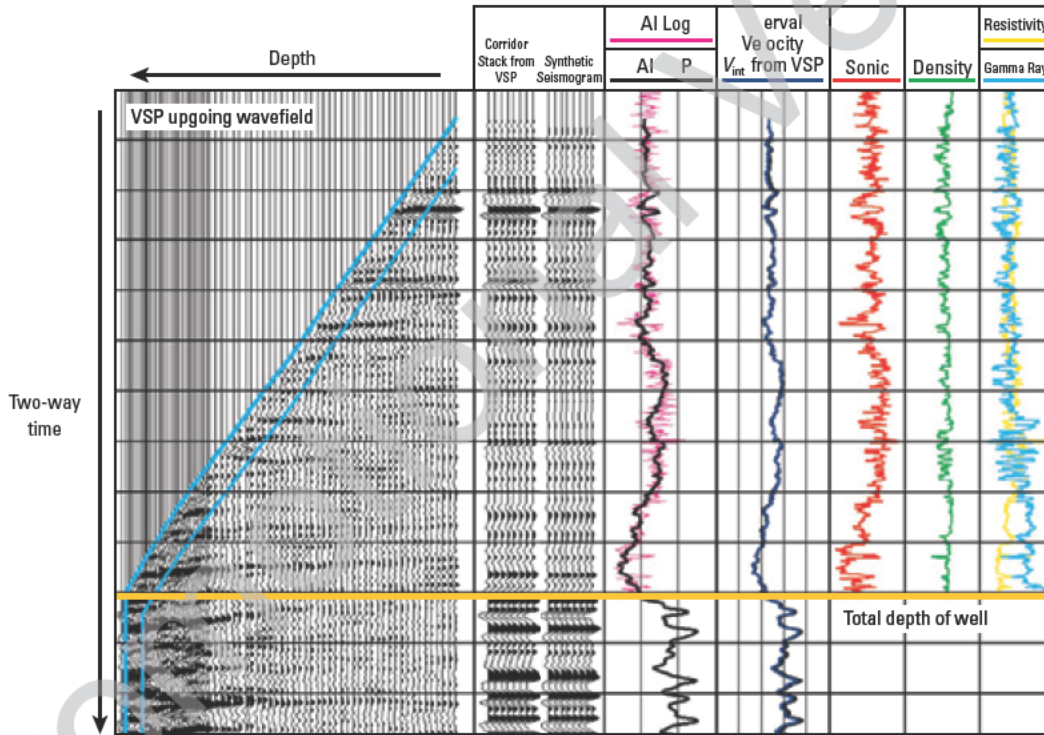 Depth
Corridor
Stack from
VSP
Synthetic
Seismogram
AI Log
AI P
erval
Ve ocity
Vint from VSP
Sonic
Density
Resistivity
Gamma Ray
VSP upgoing wavefield
Two-way
time
Total depth of well